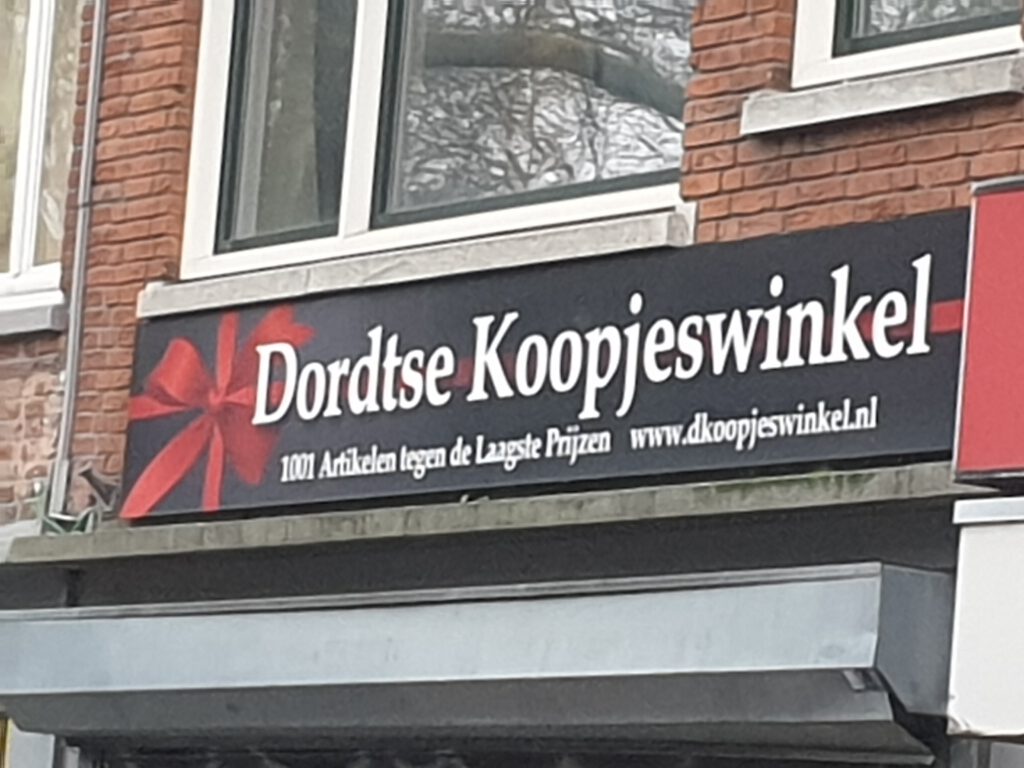 Dordtse Koopjeswinkel
1001 Artikelen tegen de Laagste Prijzen www.dkoopjeswinkel.nl